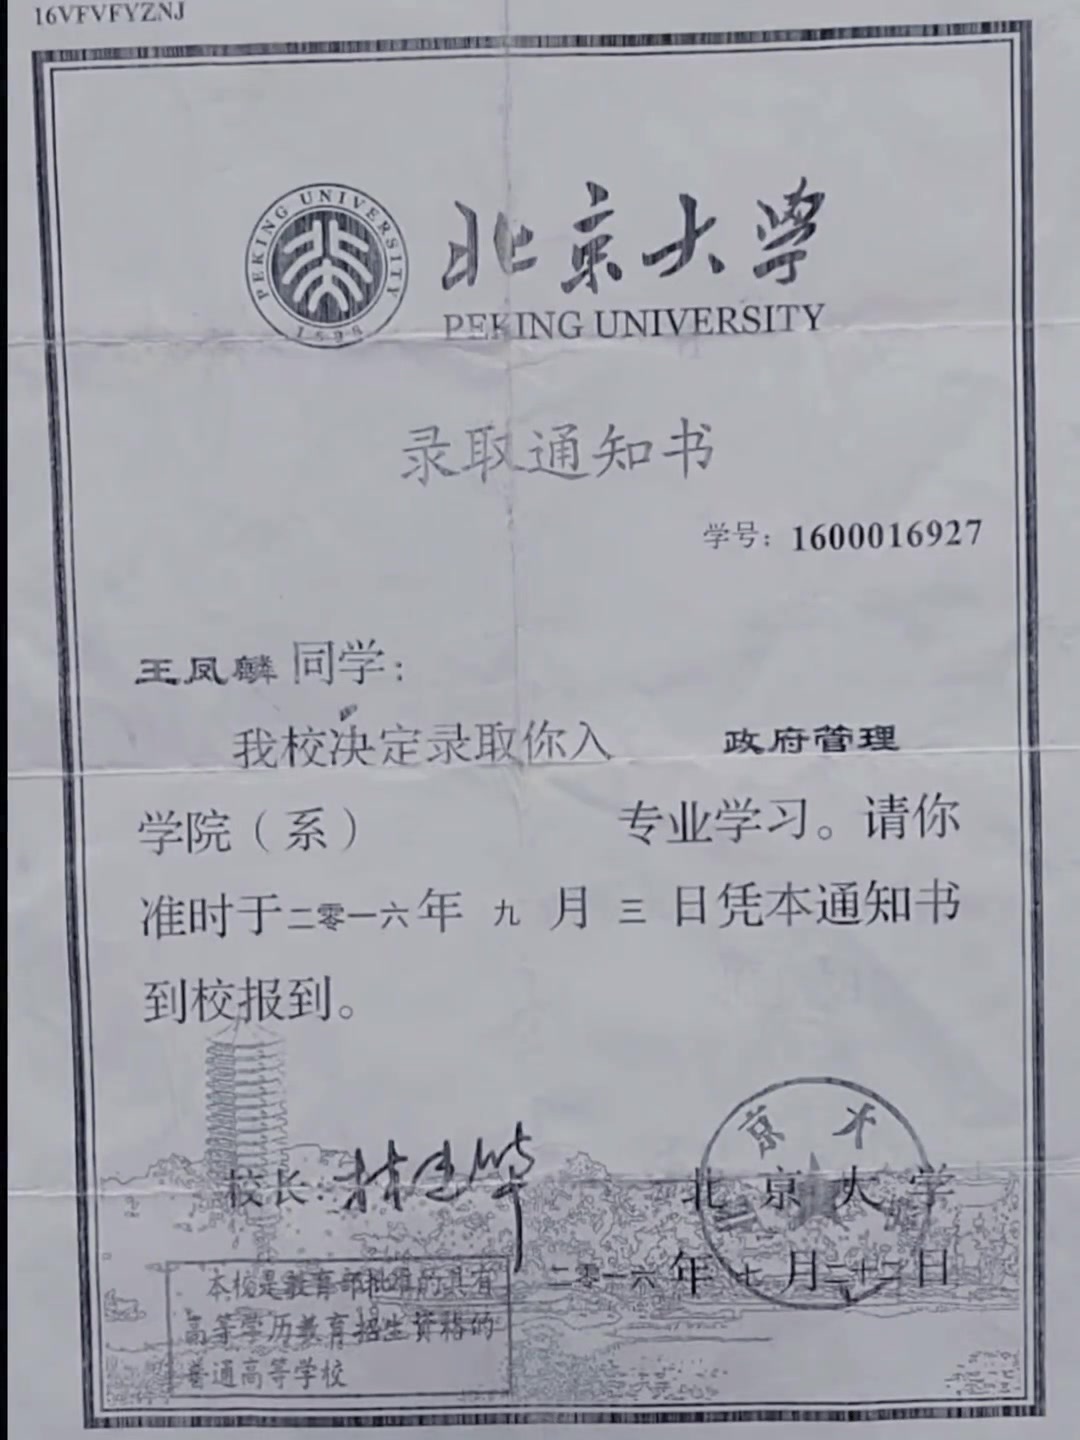 16VFVFYZNJ
PEKING UNIVERSITY
1898
北京大学
PEKING UNIVERSITY
录取通知书
学号：1600016927
王凤麟 同学：
我校决定录取你入 政府管理
学院（系） 专业学习。请你
准时于二零一六年 九 月 三 日凭本通知书
到校报到。
京 大
校长：林建华 北京大学
二零一六年 七 月二十二日
本校是教育部批准的具有
高等学历教育招生资格的
普通高等学校